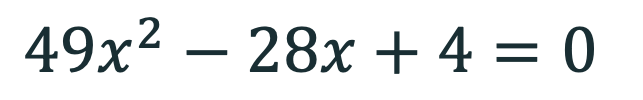 49x² − 28x + 4 = 0